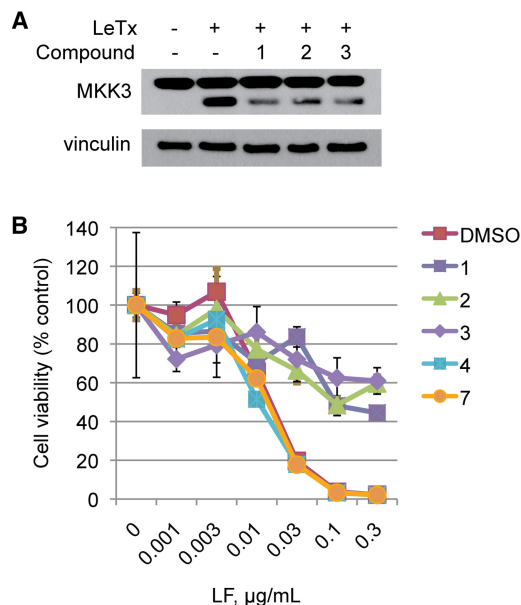 A
LeTx - + + + +
Compound - - 1 2 3
MKK3
vinculin
B
140
120
100
80
60
40
20
0
Cell viability (% control)
0 0.001 0.003 0.01 0.03 0.1 0.3
LF, µg/mL
DMSO
1
2
3
4
7